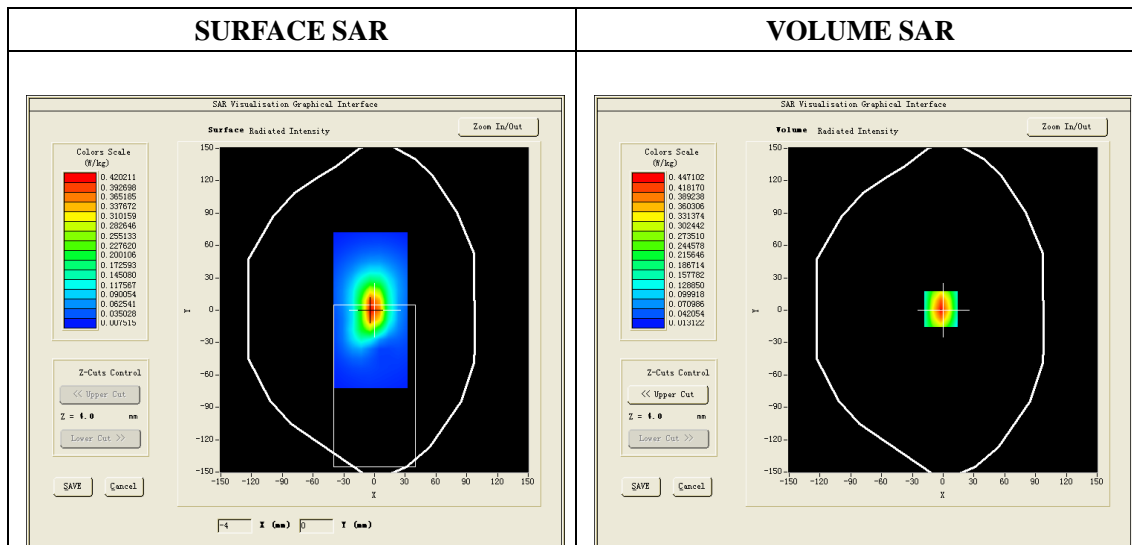 SURFACE SAR
VOLUME SAR
SAR Visualisation Graphical Interface
Surface Radiated Intensity
Zoom In/Out
Colors Scale
(W/kg)
0.420211
0.392698
0.365185
0.337672
0.310159
0.282646
0.255133
0.227620
0.200106
0.172593
0.145080
0.117567
0.090054
0.062541
0.035028
0.007515
150
120
90
60
30
0
-30
-60
-90
-120
-150
Y
-150 -120 -90 -60 -30 0 30 60 90 120 150
X
Z-Cuts Control
<< Upper Cut
Z = 4.0 mm
Lower Cut >>
SAVE Cancel
-4 X (mm) 0 Y (mm)
SAR Visualisation Graphical Interface
Volume Radiated Intensity
Zoom In/Out
Colors Scale
(W/kg)
0.447102
0.418170
0.389238
0.360306
0.331374
0.302442
0.273510
0.244578
0.215646
0.186714
0.157782
0.128850
0.099918
0.070986
0.042054
0.013122
150
120
90
60
30
0
-30
-60
-90
-120
-150
Y
-150 -120 -90 -60 -30 0 30 60 90 120 150
X
Z-Cuts Control
<< Upper Cut
Z = 4.0 mm
Lower Cut >>
SAVE Cancel